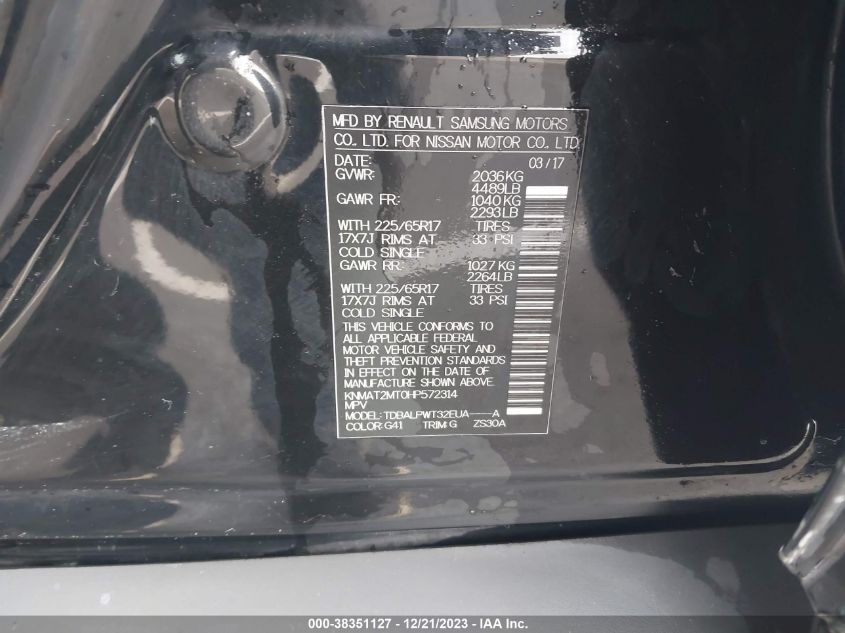 MFD BY RENAULT SAMSUNG MOTORS
CO., LTD. FOR NISSAN MOTOR CO., LTD.
DATE: 03/17
GVWR: 2036KG
4489LB
GAWR FR: 1040KG
2293LB
WITH 225/65R17 TIRES
17X7J RIMS AT 33 PSI
COLD SINGLE
GAWR RR: 1027KG
2264LB
WITH 225/65R17 TIRES
17X7J RIMS AT 33 PSI
COLD SINGLE
THIS VEHICLE CONFORMS TO
ALL APPLICABLE FEDERAL
MOTOR VEHICLE SAFETY AND
THEFT PREVENTION STANDARDS
IN EFFECT ON THE DATE OF
MANUFACTURE SHOWN ABOVE.
KNMAT2MT0HP572314
MPV
MODEL: TDBALPWT32EUA----A
COLOR: G41 TRIM: G ZS30A
000-38351127 - 12/21/2023 - IAA Inc.